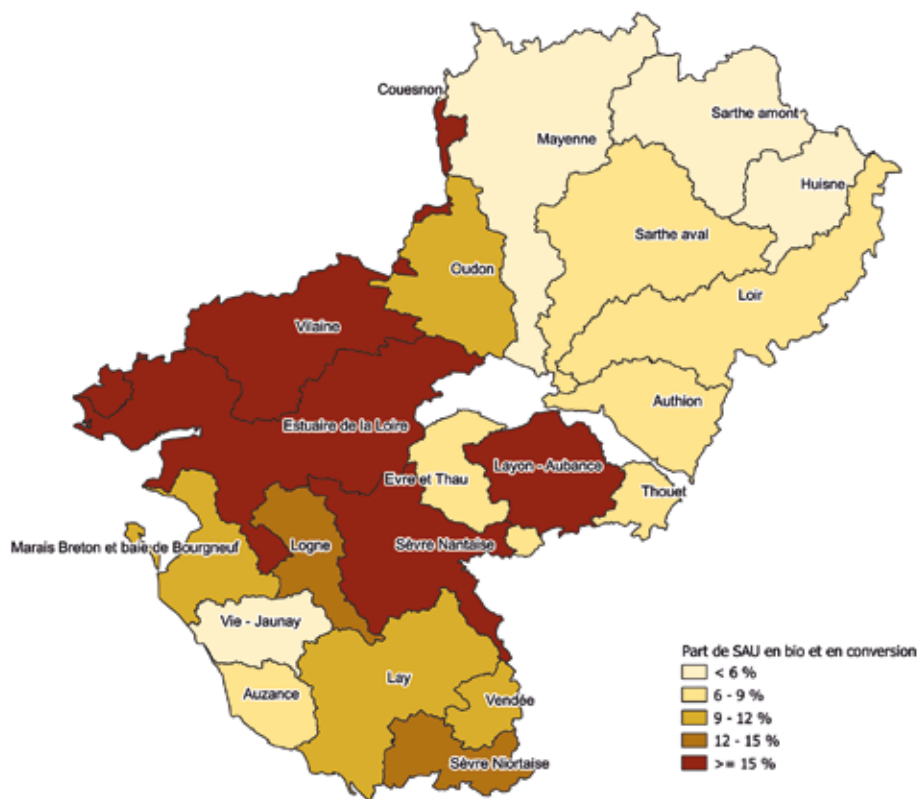 Couesnon
Sarthe amont
Mayenne
Huisne
Sarthe aval
Oudon
Loir
Vilaine
Authion
Estuaire de la Loire
Layon - Aubance
Evre et Thau
Thouet
Marais Breton et baie de Bourgneuf
Logne
Sèvre Nantaise
Vie - Jaunay
Part de SAU en bio et en conversion
< 6 %
6 - 9 %
9 - 12 %
12 - 15 %
>= 15 %
Lay
Auzance
Vendée
Sèvre Niortaise